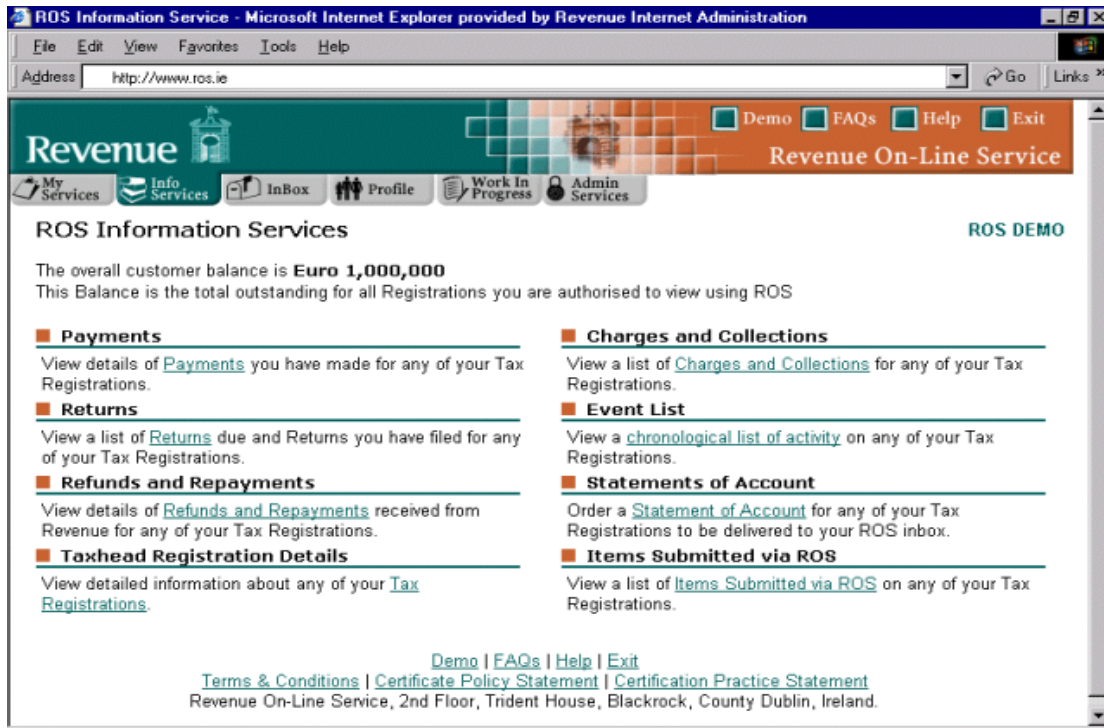 ROS Information Service - Microsoft Internet Explorer provided by Revenue Internet Administration
File Edit View Favorites Tools Help
Address http://www.ros.ie Go Links »
Revenue
Demo FAQs Help Exit
Revenue On-Line Service
My Services Info Services InBox Profile Work In Progress Admin Services
ROS Information Services
ROS DEMO
The overall customer balance is Euro 1,000,000
This Balance is the total outstanding for all Registrations you are authorised to view using ROS
Payments
View details of Payments you have made for any of your Tax
Registrations.
Returns
View a list of Returns due and Returns you have filed for any
of your Tax Registrations.
Refunds and Repayments
View details of Refunds and Repayments received from
Revenue for any of your Tax Registrations.
Taxhead Registration Details
View detailed information about any of your Tax
Registrations.
Charges and Collections
View a list of Charges and Collections for any of your Tax
Registrations.
Event List
View a chronological list of activity on any of your Tax
Registrations.
Statements of Account
Order a Statement of Account for any of your Tax
Registrations to be delivered to your ROS inbox.
Items Submitted via ROS
View a list of Items Submitted via ROS on any of your Tax
Registrations.
Demo | FAQs | Help | Exit
Terms & Conditions | Certificate Policy Statement | Certification Practice Statement
Revenue On-Line Service, 2nd Floor, Trident House, Blackrock, County Dublin, Ireland.